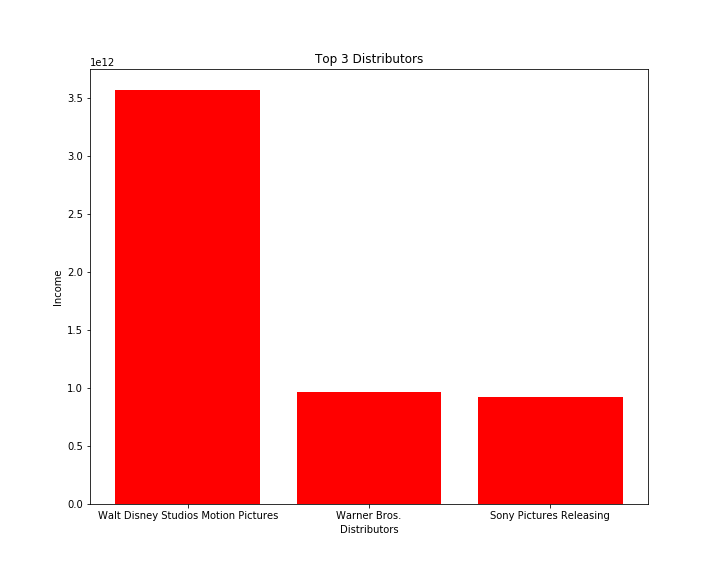 Top 3 Distributors
1e12
3.5
3.0
2.5
2.0
1.5
1.0
0.5
0.0
Income
Walt Disney Studios Motion Pictures
Warner Bros.
Sony Pictures Releasing
Distributors